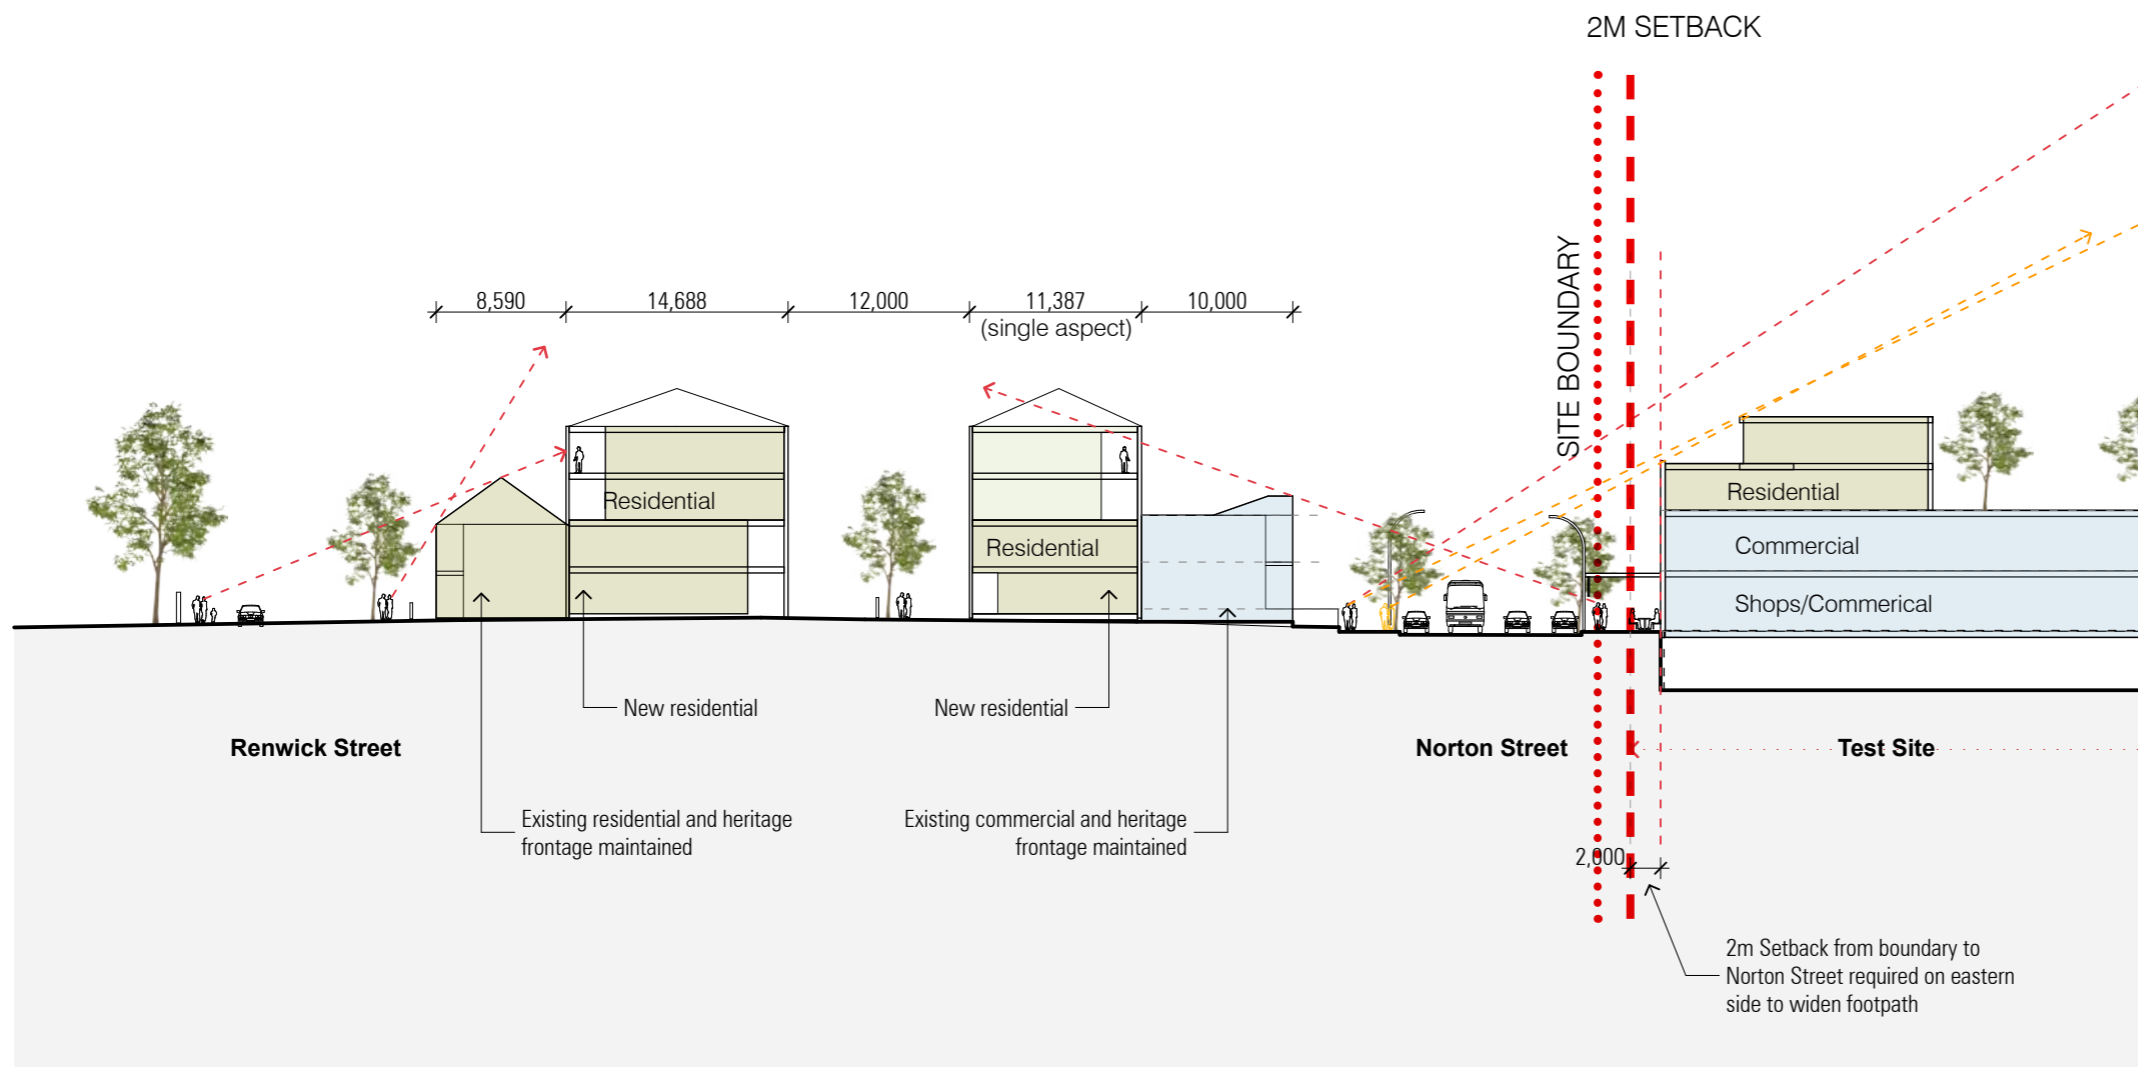 2M SETBACK
SITE BOUNDARY
8,590
14,688
12,000
11,387
10,000
(single aspect)
Residential
Residential
Residential
Commercial
Shops/Commerical
New residential
New residential
Renwick Street
Norton Street
Test Site
Existing residential and heritage
frontage maintained
Existing commercial and heritage
frontage maintained
2,000
2m Setback from boundary to
Norton Street required on eastern
side to widen footpath